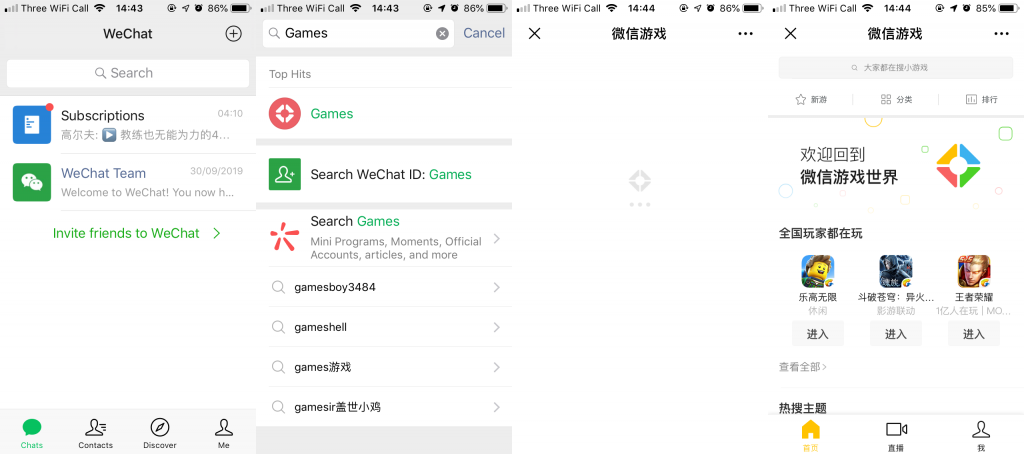 Three WiFi Call
14:43
86%
WeChat
Search
Subscriptions
04:10
高尔夫: ▶ 教练也无能为力的4...
WeChat Team
30/09/2019
Welcome to WeChat! You now h...
Invite friends to WeChat
Chats
Contacts
Discover
Me
Three WiFi Call
14:43
86%
Games
Cancel
Top Hits
Games
Search WeChat ID: Games
Search Games
Mini Programs, Moments, Official
Accounts, articles, and more
gamesboy3484
gameshell
games游戏
gamesir盖世小鸡
Three WiFi Call
14:44
86%
微信游戏
Three WiFi Call
14:44
85%
微信游戏
大家都在搜小游戏
新游
分类
排行
欢迎回到
微信游戏世界
全国玩家都在玩
乐高无限
休闲
进入
斗破苍穹：异火...
影游联动
进入
王者荣耀
1亿人在玩 | MO...
进入
查看全部
热搜主题
首页
直播
我